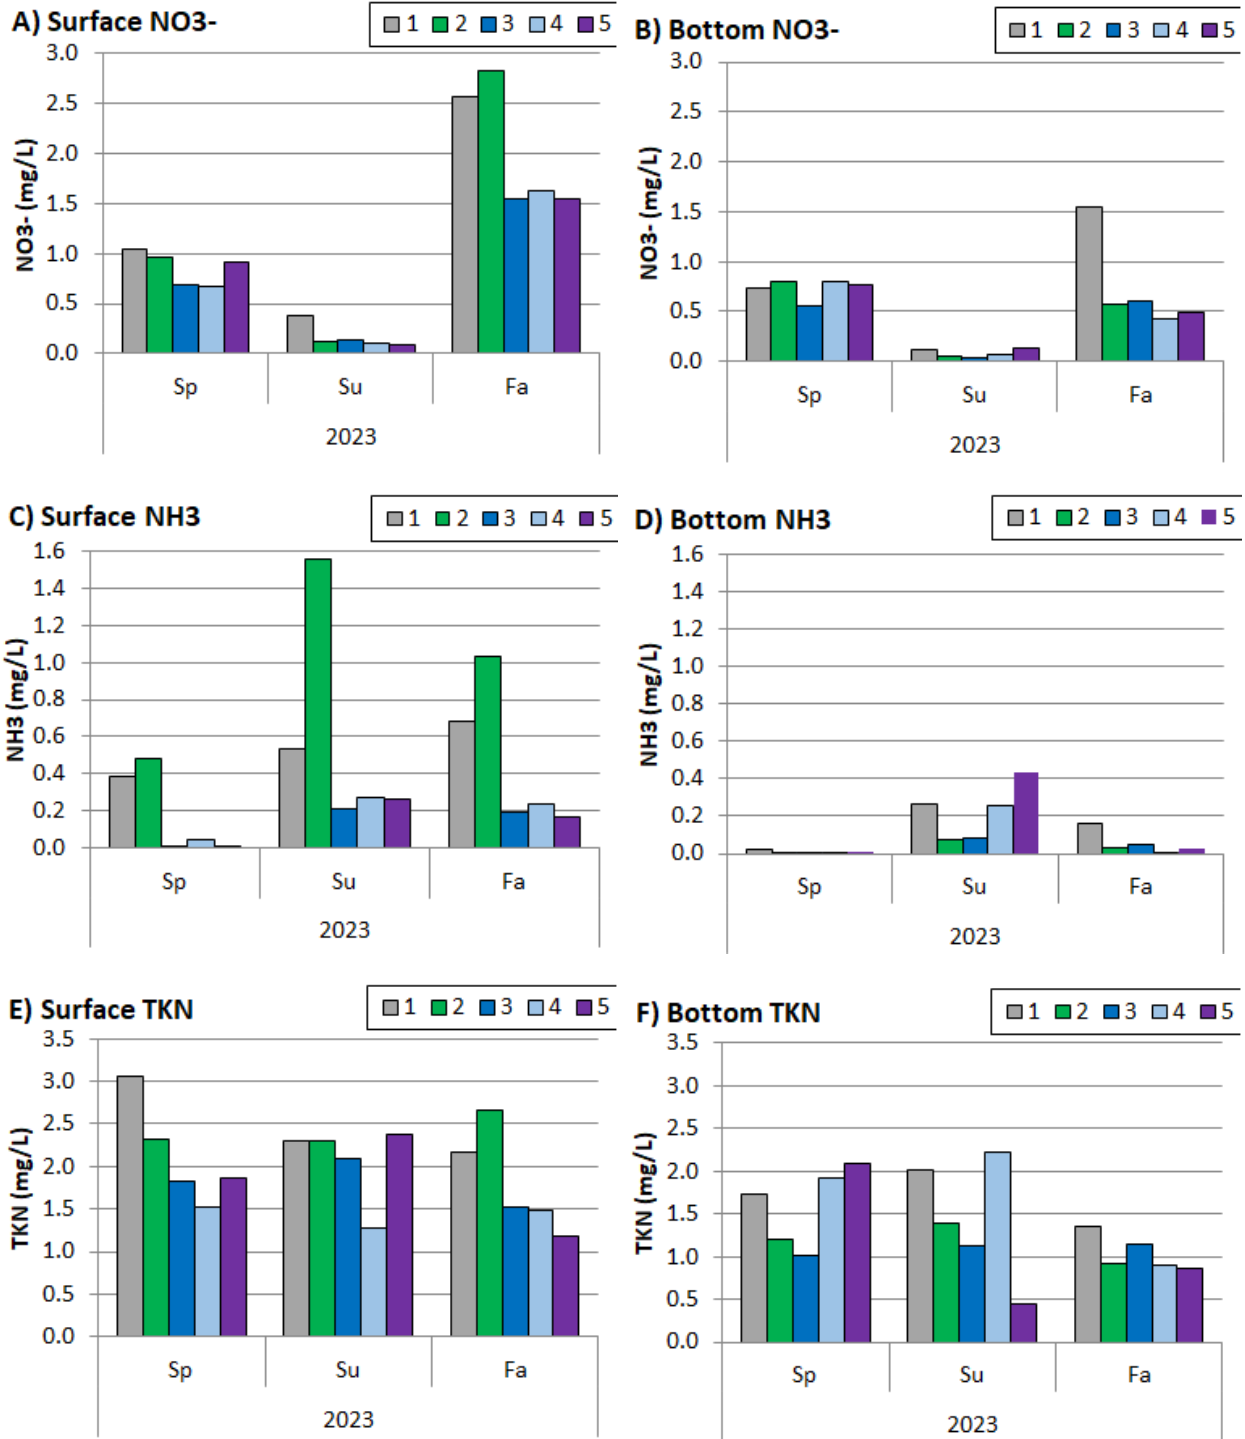 A) Surface NO3-
1 2 3 4 5
NO3- (mg/L)
3.0
2.5
2.0
1.5
1.0
0.5
0.0
Sp Su Fa
2023
B) Bottom NO3-
1 2 3 4 5
NO3- (mg/L)
3.0
2.5
2.0
1.5
1.0
0.5
0.0
Sp Su Fa
2023
C) Surface NH3
1 2 3 4 5
NH3 (mg/L)
1.6
1.4
1.2
1.0
0.8
0.6
0.4
0.2
0.0
Sp Su Fa
2023
D) Bottom NH3
1 2 3 4 5
NH3 (mg/L)
1.6
1.4
1.2
1.0
0.8
0.6
0.4
0.2
0.0
Sp Su Fa
2023
E) Surface TKN
1 2 3 4 5
TKN (mg/L)
3.5
3.0
2.5
2.0
1.5
1.0
0.5
0.0
Sp Su Fa
2023
F) Bottom TKN
1 2 3 4 5
TKN (mg/L)
3.5
3.0
2.5
2.0
1.5
1.0
0.5
0.0
Sp Su Fa
2023